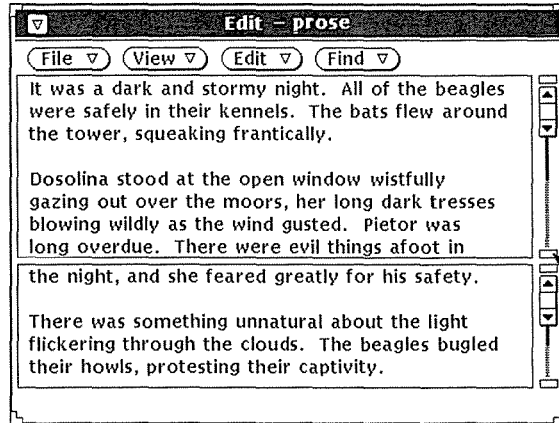 Edit – prose
File View Edit Find
It was a dark and stormy night. All of the beagles
were safely in their kennels. The bats flew around
the tower, squeaking frantically.
Dosolina stood at the open window wistfully
gazing out over the moors, her long dark tresses
blowing wildly as the wind gusted. Pietor was
long overdue. There were evil things afoot in
the night, and she feared greatly for his safety.
There was something unnatural about the light
flickering through the clouds. The beagles bugled
their howls, protesting their captivity.